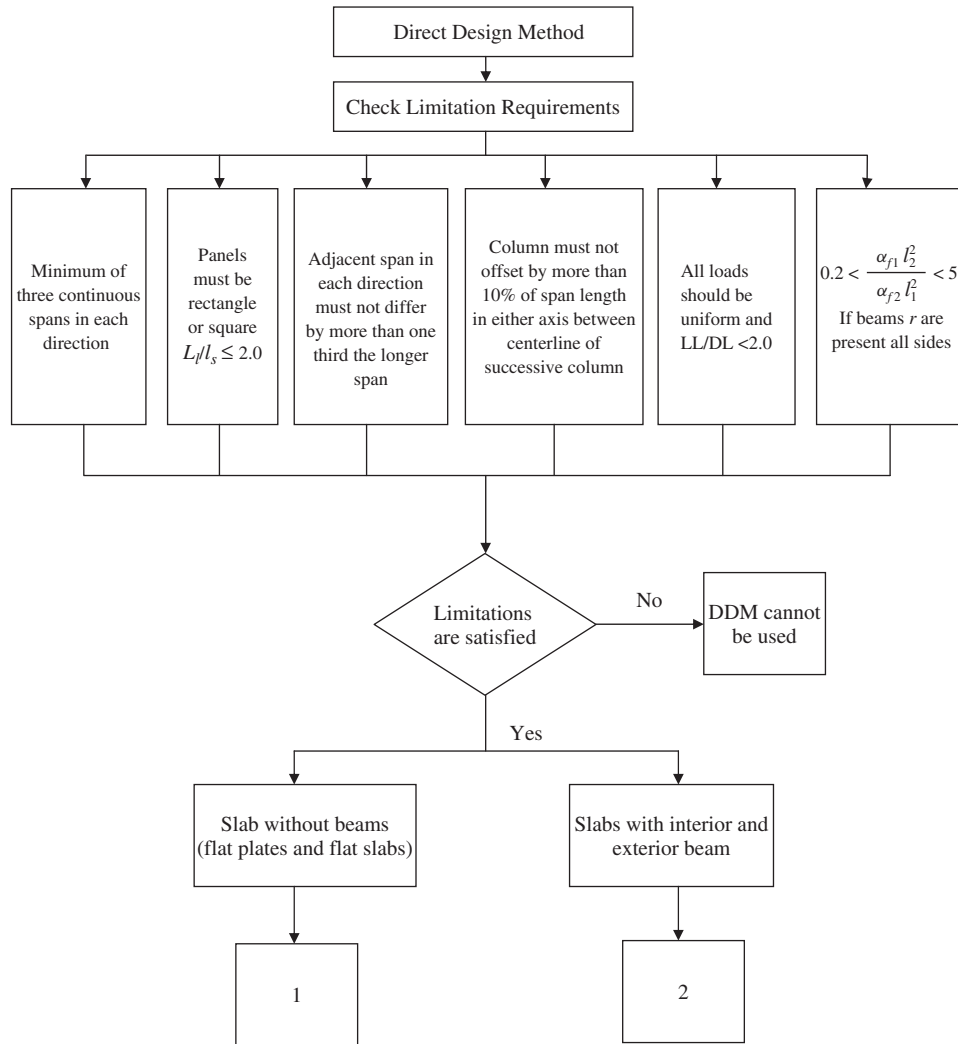 Direct Design Method
Check Limitation Requirements
Minimum of
three continuous
spans in each
direction
Panels
must be
rectangle
or square
L_l/l_s ≤ 2.0
Adjacent span in
each direction
must not differ
by more than one
third the longer
span
Column must not
offset by more than
10% of span length
in either axis between
centerline of
successive column
All loads
should be
uniform and
LL/DL <2.0
0.2 < α_{f1} l_2^2 / α_{f2} l_1^2 < 5
If beams r are
present all sides
Limitations
are satisfied
No
DDM cannot
be used
Yes
Slab without beams
(flat plates and flat slabs)
Slabs with interior and
exterior beam
1
2